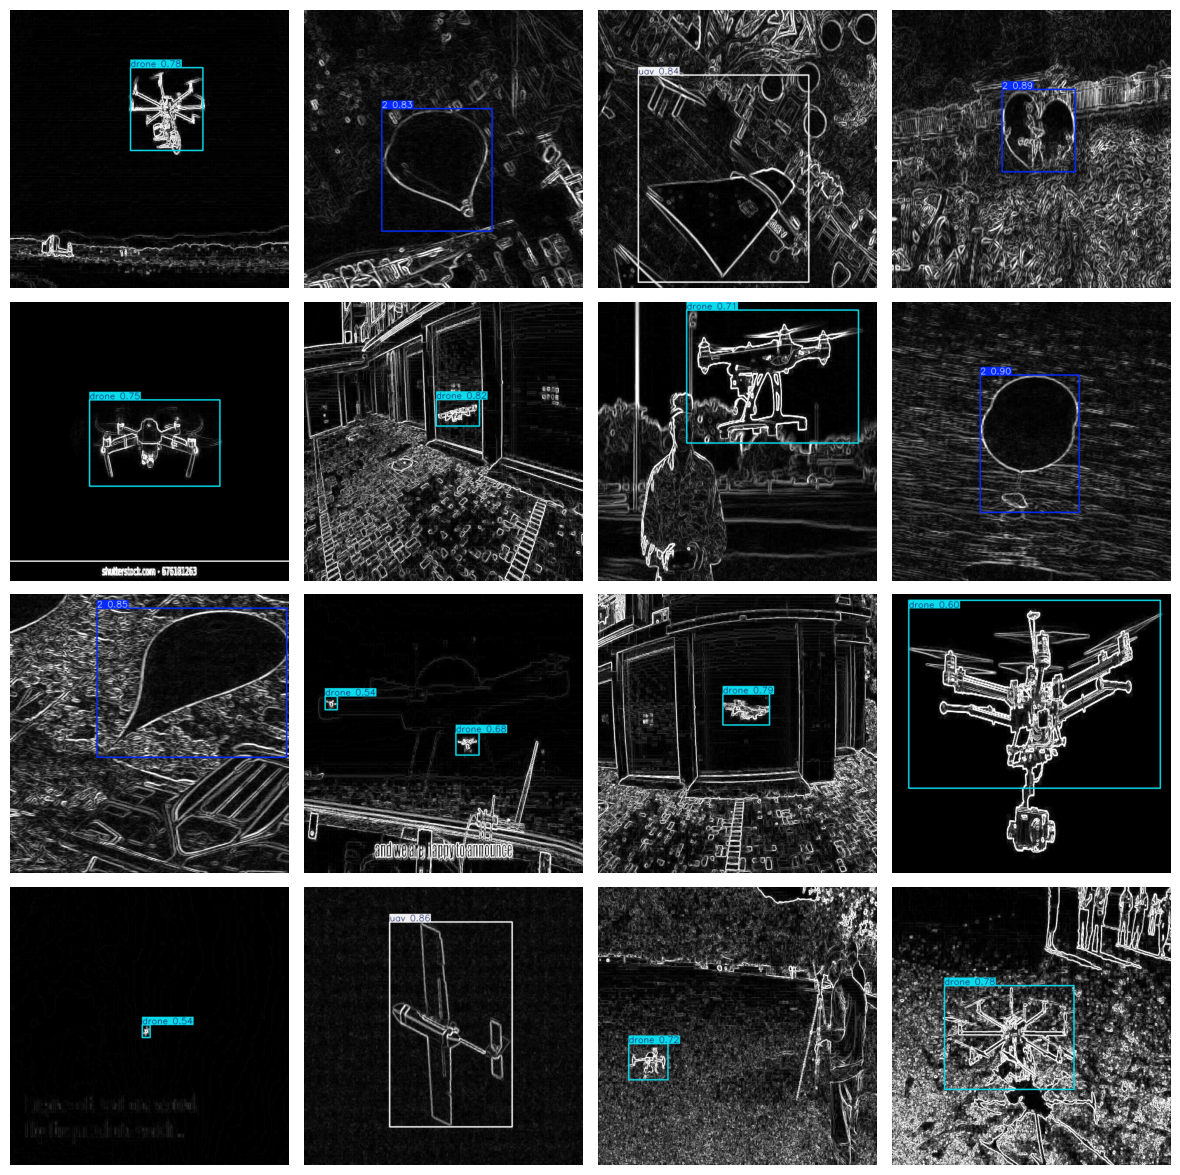 drone 0.78
2 0.83
uav 0.84
2 0.89
drone 0.75
shutterstock.com • 676181263
drone 0.82
drone 0.71
2 0.90
2 0.85
drone 0.54
drone 0.68
and we are happy to announce
drone 0.79
drone 0.60
drone 0.54
uav 0.86
drone 0.72
drone 0.78